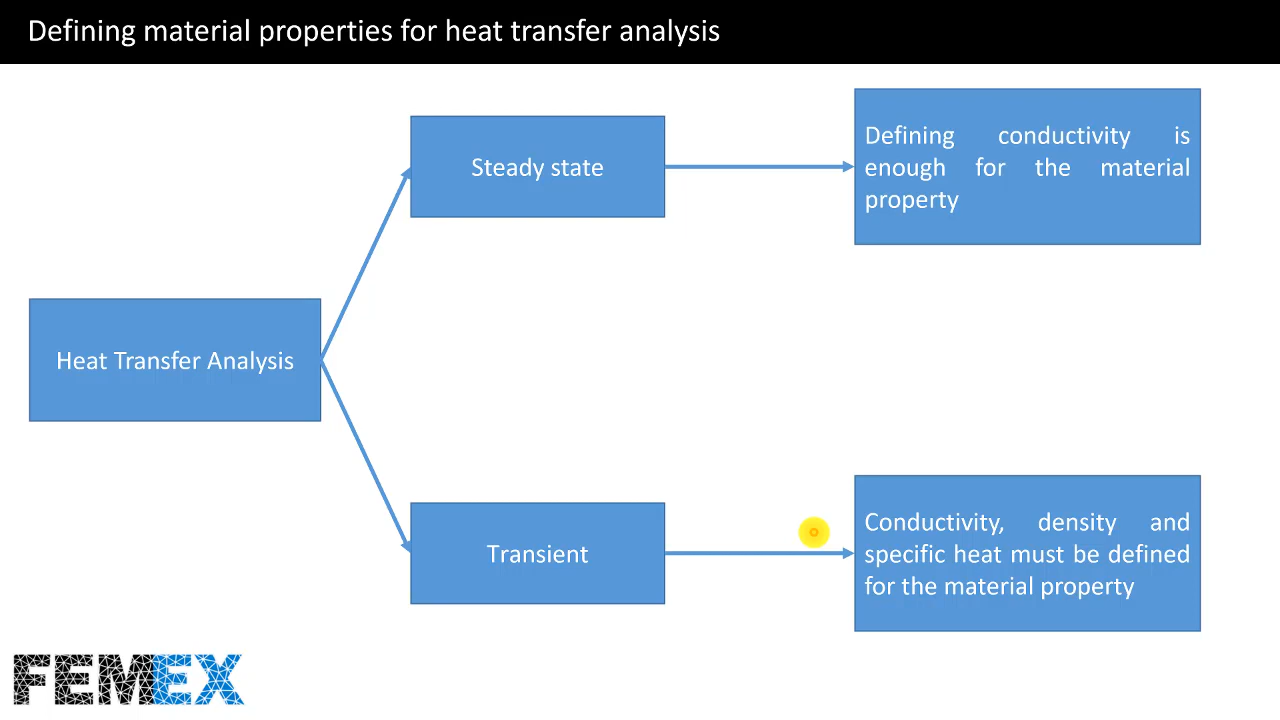 Defining material properties for heat transfer analysis
Steady state
Defining conductivity is
enough for the material
property
Heat Transfer Analysis
Transient
Conductivity, density and
specific heat must be defined
for the material property
FEMEX